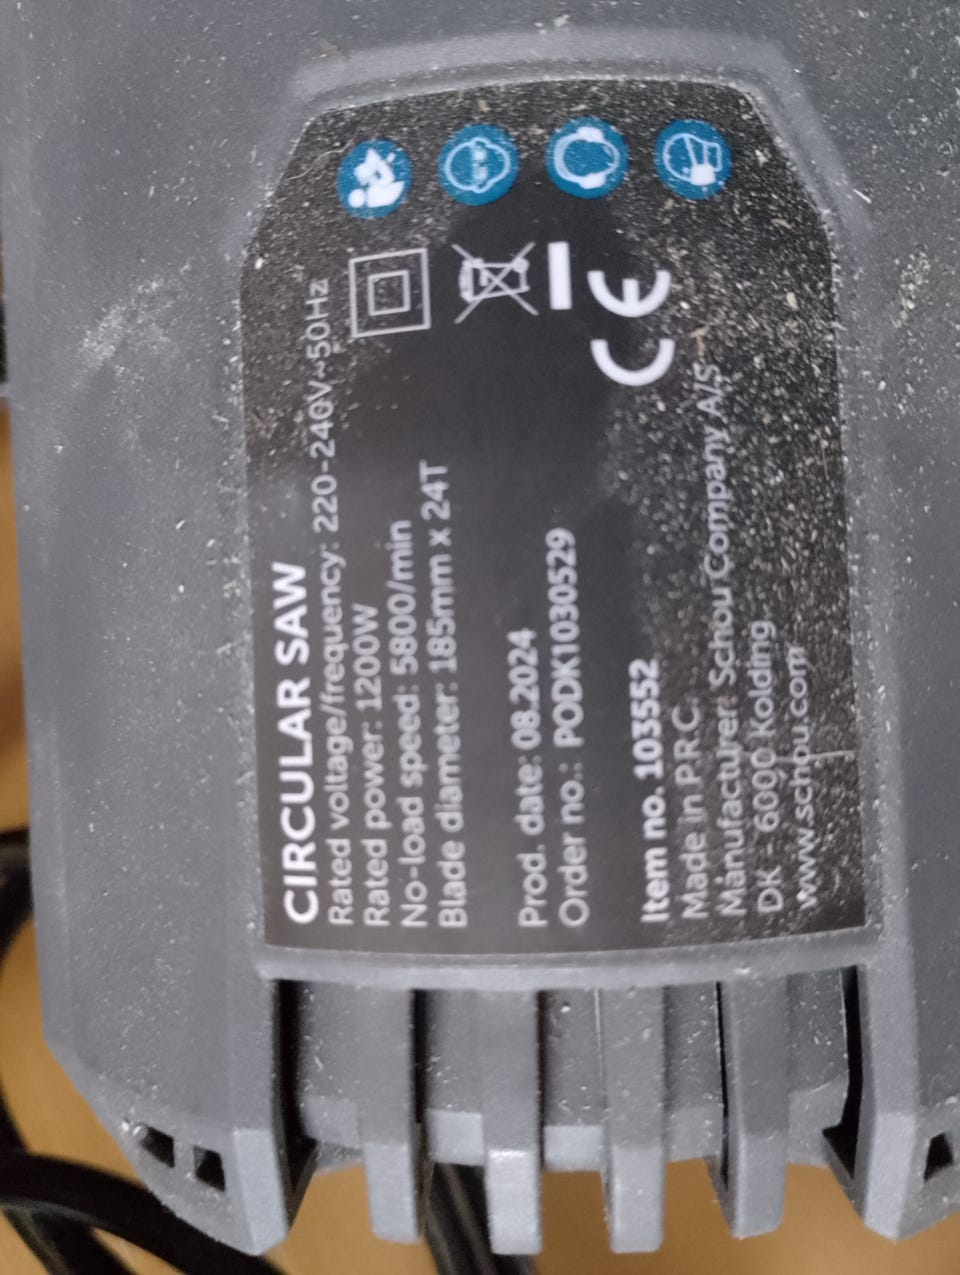 CIRCULAR SAW
Rated voltage/frequency: 220-240V~50Hz
Rated power: 1200W
No-load speed: 5800/min
Blade diameter: 185mm x 24T
Prod. date: 08.2024
Order no.: PODK1030529
CE
Item no. 103552
Made in P.R.C.
Manufacturer: Schou Company A/S
DK - 6000 Kolding
www.schou.com